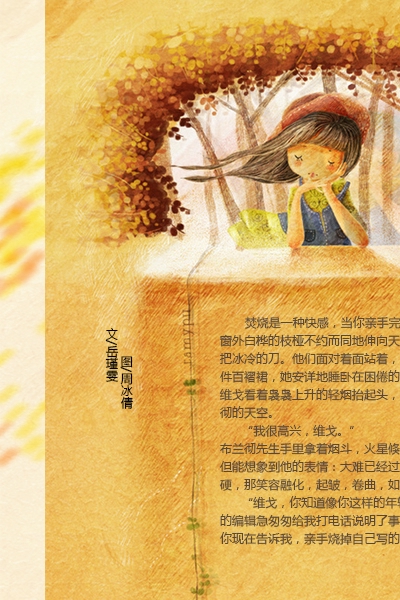 文/岳瑾雯
图/周冰倩
焚烧是一种快感，当你亲手完
窗外白桦的枝桠不约而同地伸向天
把冰冷的刀。他们面对着面站着，
件百褶裙，她安详地睡卧在困倦的
维戈看着袅袅上升的轻烟抬起头，
彻的天空。
“我很高兴，维戈。”
布兰彻先生手里拿着烟斗，火星倏
但能想象到他的表情：大难已经过
硬，那笑容融化，起皱，卷曲，如
“维戈，你知道像你这样的年轻
的编辑急匆匆给我打电话说明了事
你现在告诉我，亲手烧掉自己写的